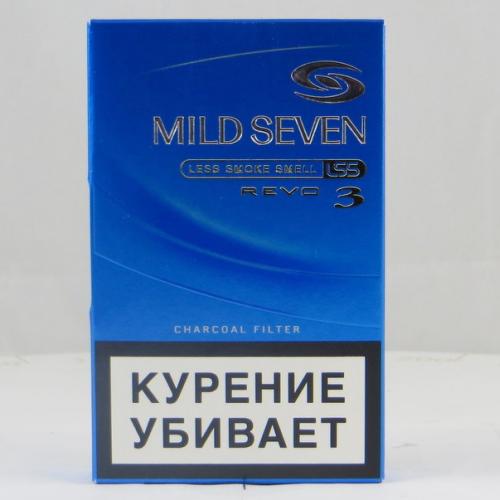 MILD SEVEN
LESS SMOKE SMELL LSS
REVO 3
CHARCOAL FILTER
КУРЕНИЕ
УБИВАЕТ